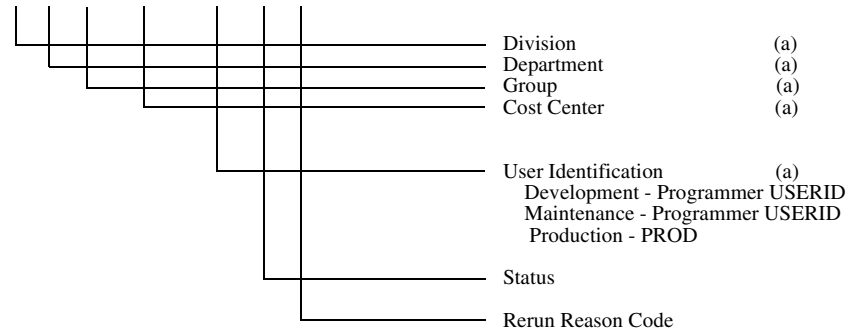 Division (a)
Department (a)
Group (a)
Cost Center (a)
User Identification (a)
Development - Programmer USERID
Maintenance - Programmer USERID
Production - PROD
Status
Rerun Reason Code